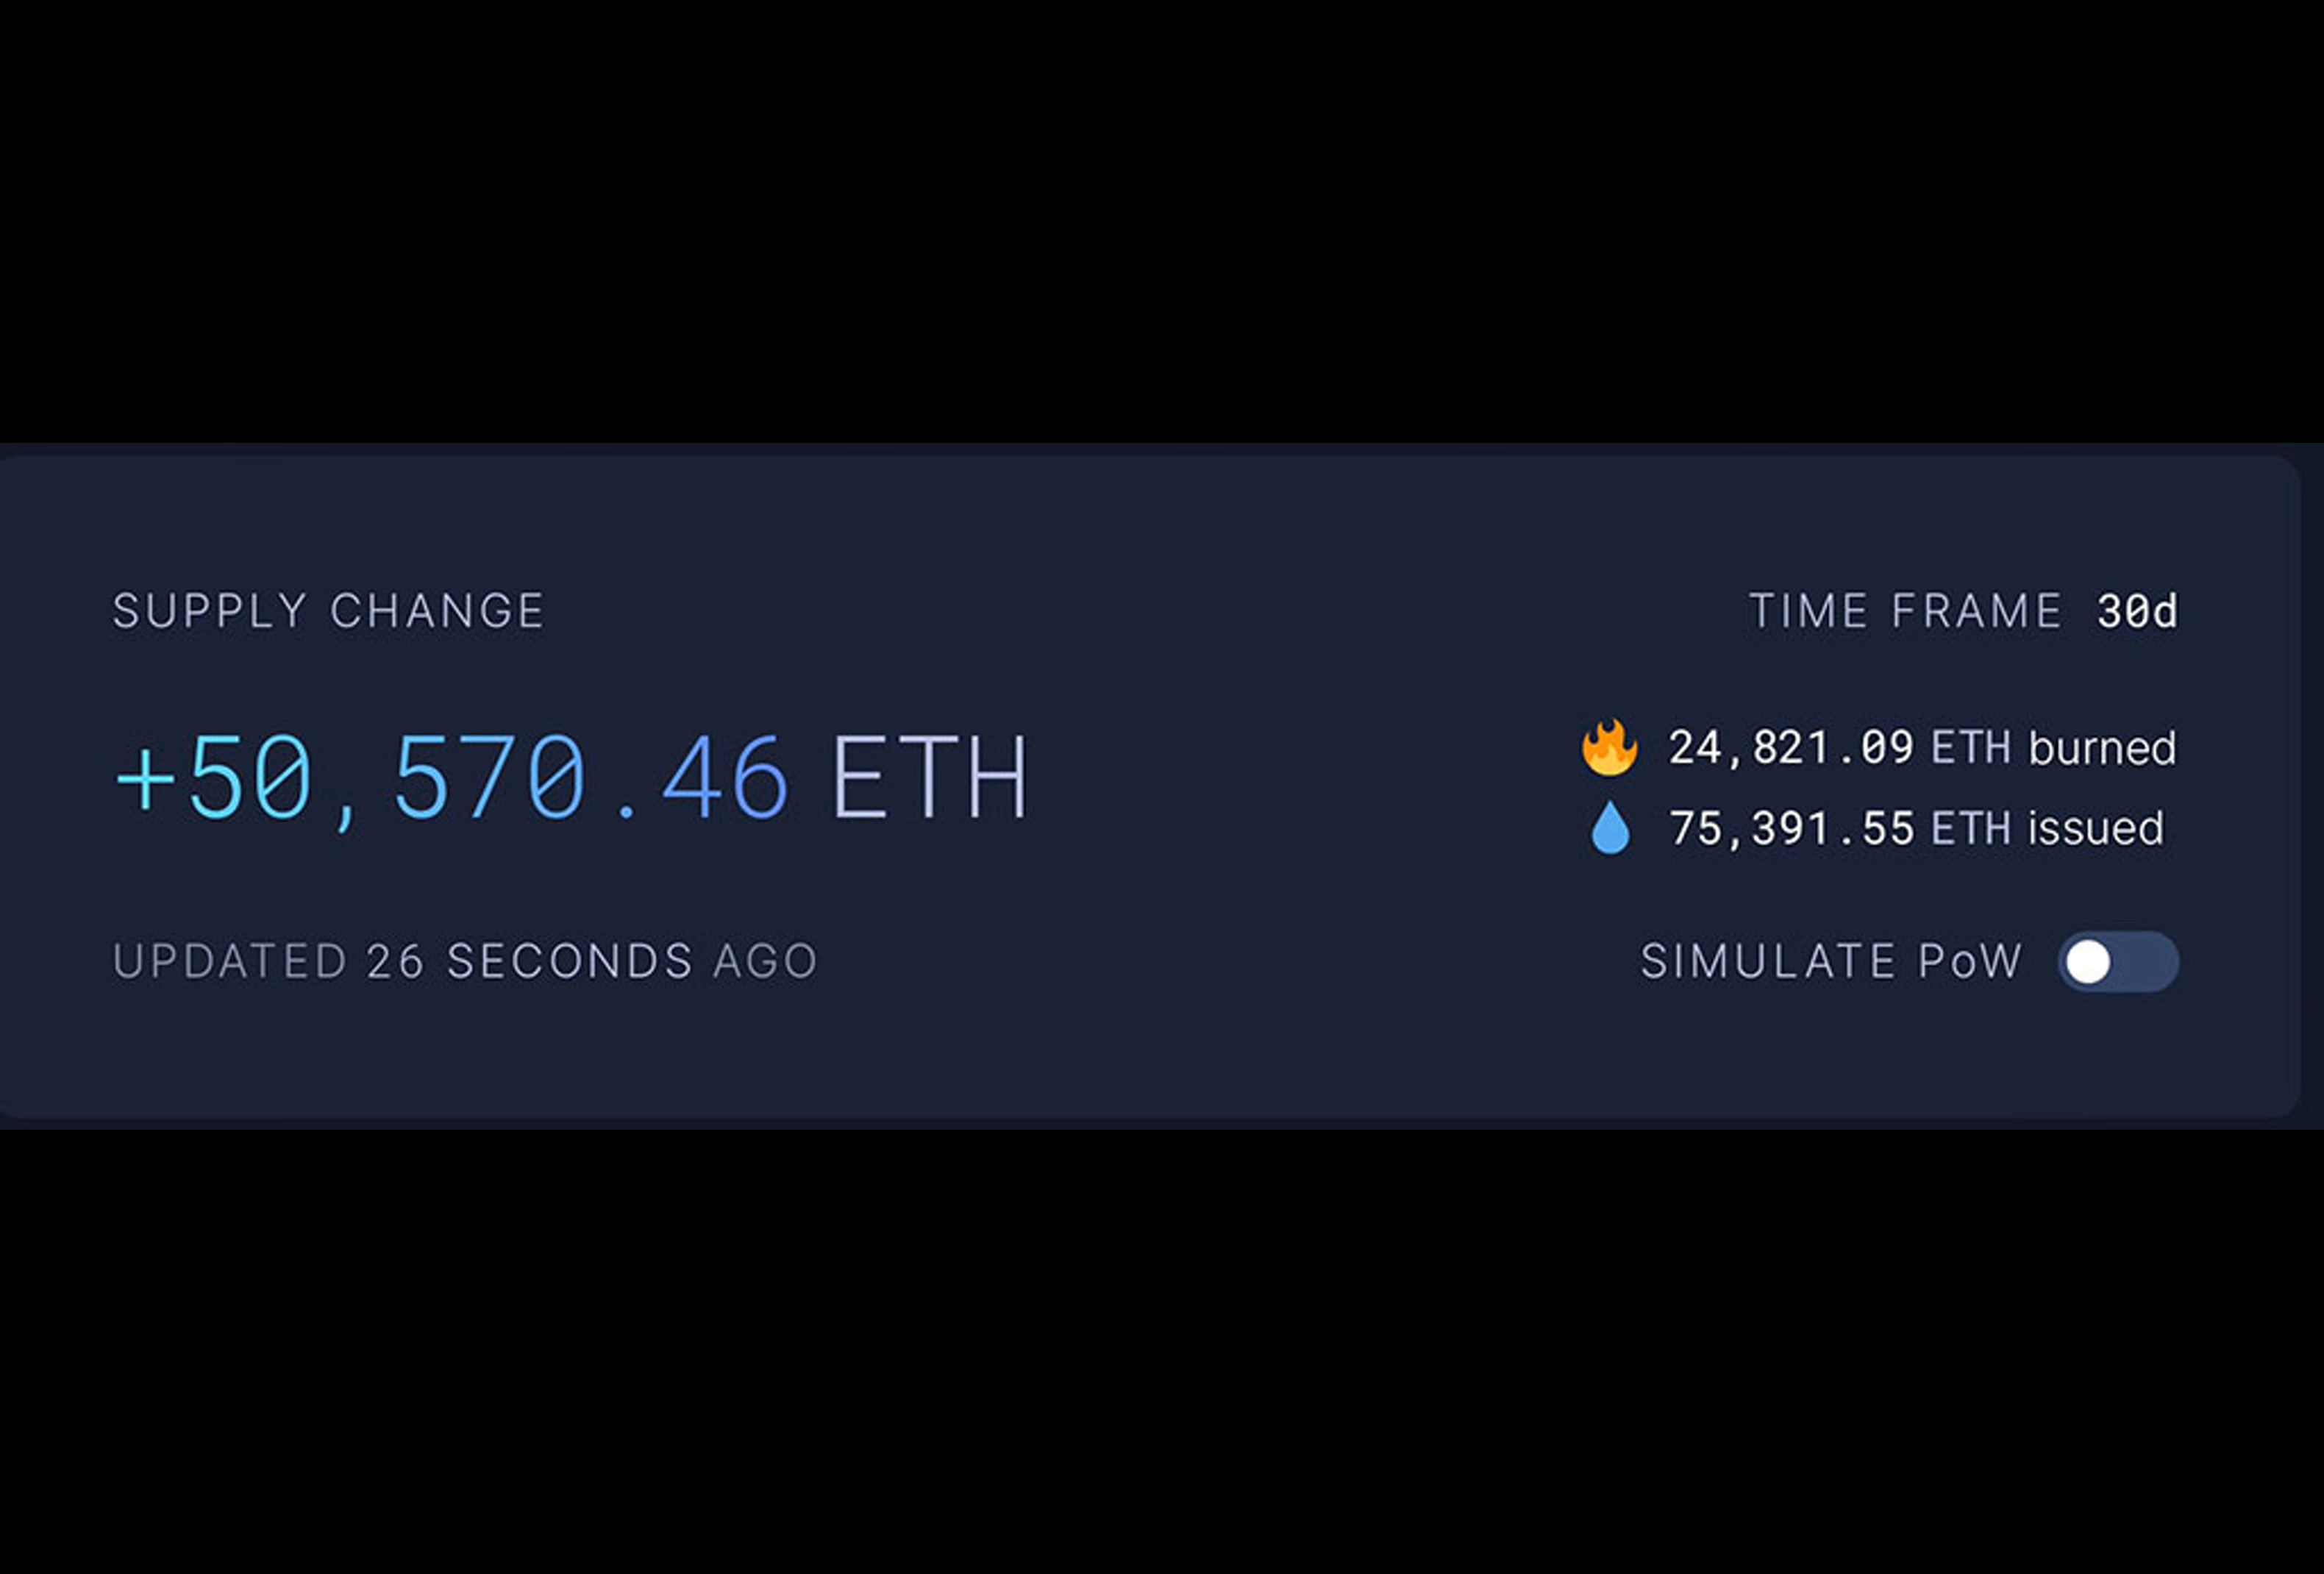 SUPPLY CHANGE
TIME FRAME 30d
+50,570.46 ETH
24,821.09 ETH burned
75,391.55 ETH issued
UPDATED 26 SECONDS AGO
SIMULATE PoW